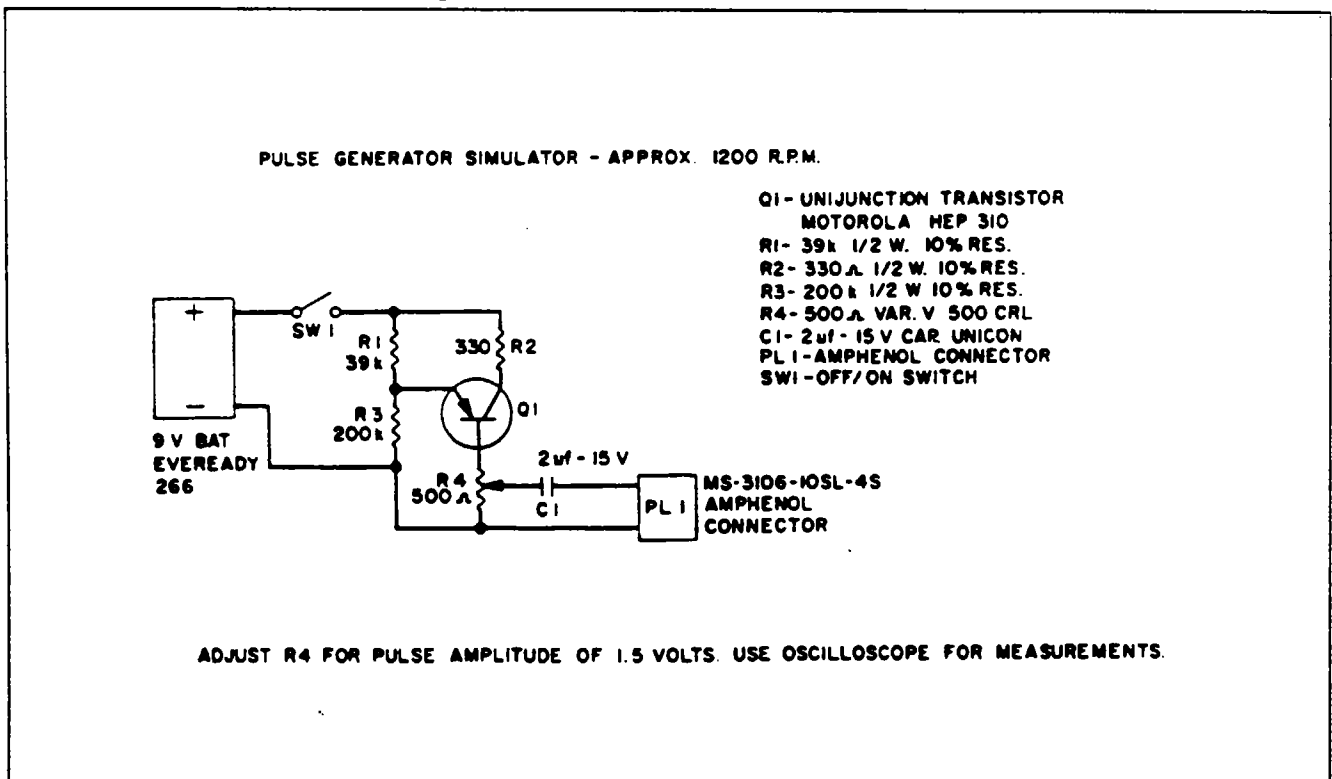 PULSE GENERATOR SIMULATOR - APPROX. 1200 R.P.M.
Q1- UNIJUNCTION TRANSISTOR
MOTOROLA HEP 310
R1- 39k 1/2 W. 10% RES.
R2- 330Ω 1/2 W. 10% RES.
R3- 200k 1/2 W 10% RES.
R4- 500Ω VAR. V 500 CRL
C1- 2uf - 15 V CAR UNICON
PL 1-AMPHENOL CONNECTOR
SW1-OFF/ON SWITCH
+
-
SW 1
R1
39k
330
R2
Q1
R3
200k
9 V BAT
EVEREADY
266
R4
500Ω
2uf - 15 V
C1
PL 1
MS-3106-10SL-4S
AMPHENOL
CONNECTOR
ADJUST R4 FOR PULSE AMPLITUDE OF 1.5 VOLTS. USE OSCILLOSCOPE FOR MEASUREMENTS.